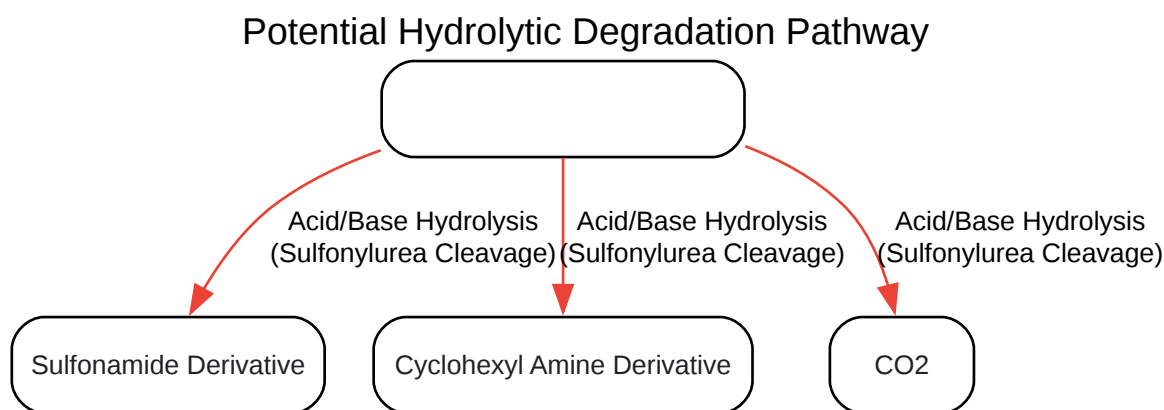 Potential Hydrolytic Degradation Pathway
Acid/Base Hydrolysis
(Sulfonylurea Cleavage)
Acid/Base Hydrolysis
(Sulfonylurea Cleavage)
Acid/Base Hydrolysis
(Sulfonylurea Cleavage)
Sulfonamide Derivative
Cyclohexyl Amine Derivative
CO2